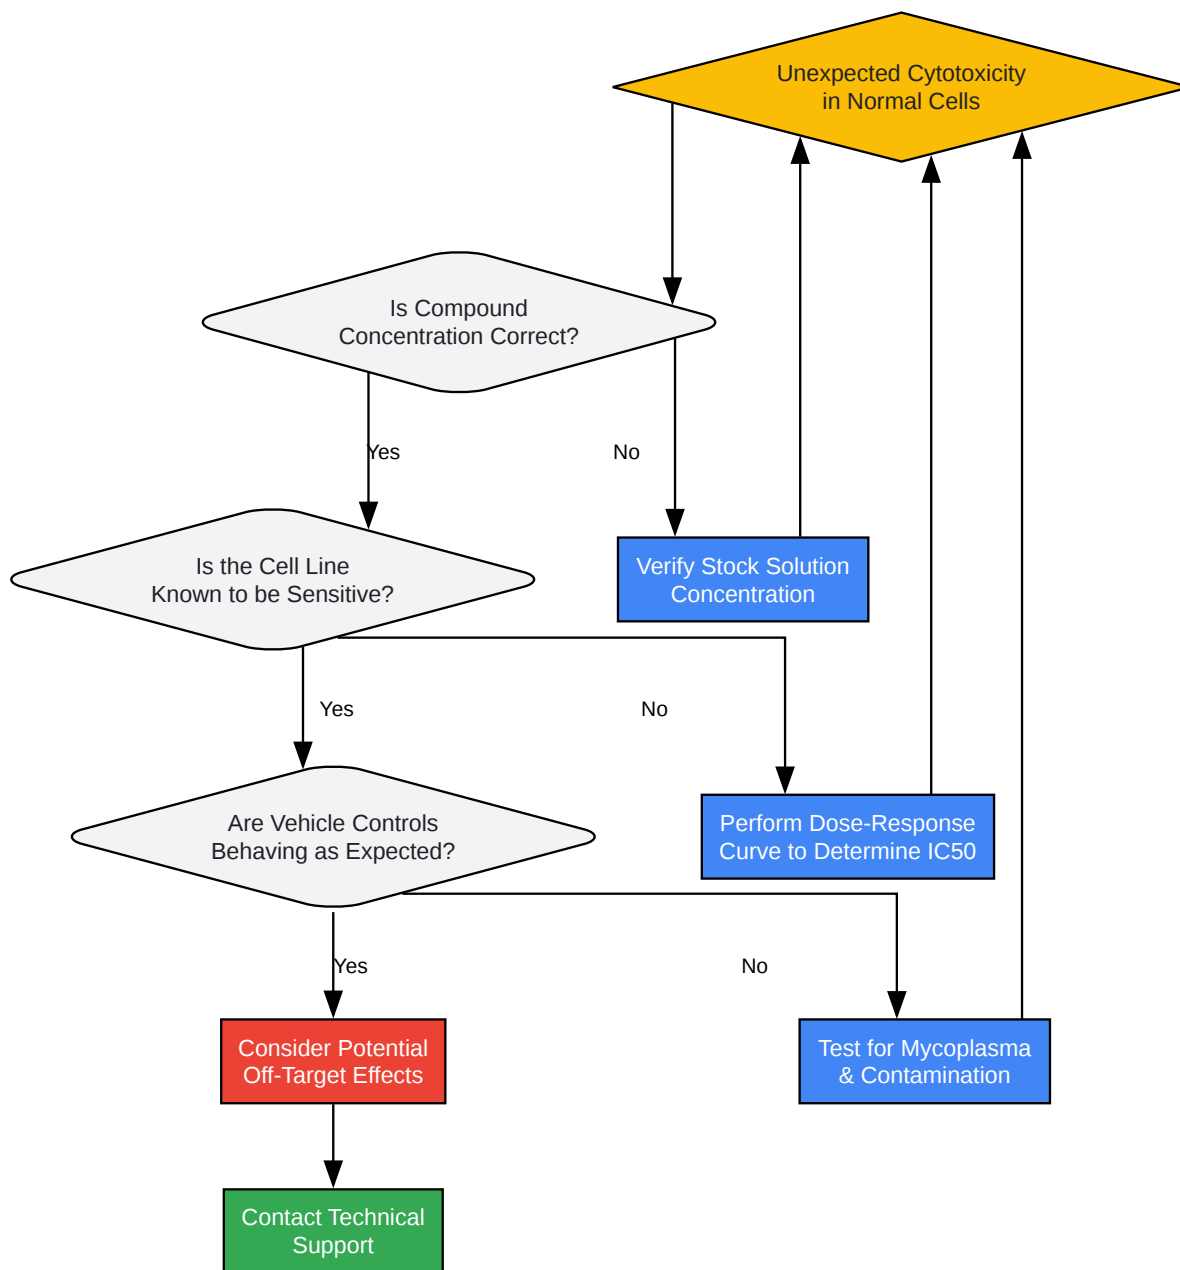 Unexpected Cytotoxicity
in Normal Cells
Is Compound
Concentration Correct?
Yes
No
Is the Cell Line
Known to be Sensitive?
Verify Stock Solution
Concentration
Yes
No
Are Vehicle Controls
Behaving as Expected?
Perform Dose-Response
Curve to Determine IC50
Yes
No
Consider Potential
Off-Target Effects
Test for Mycoplasma
& Contamination
Contact Technical
Support